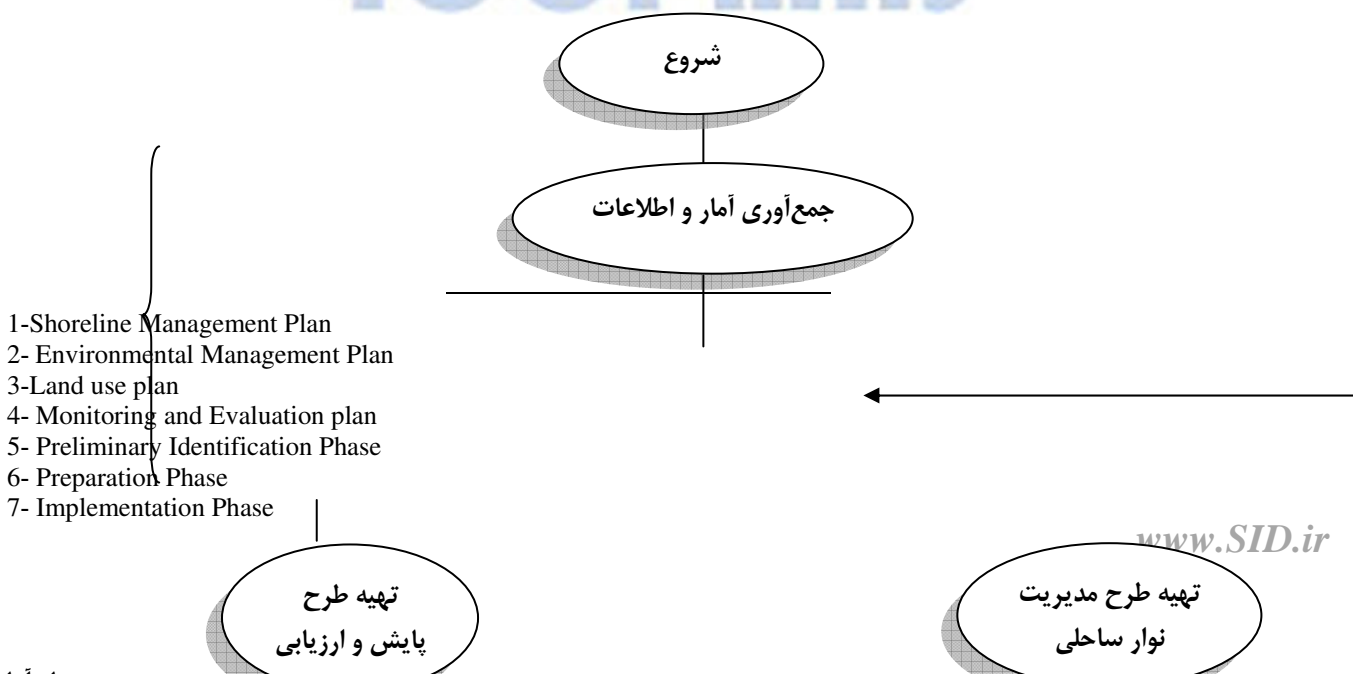 شروع
جمع‌آوری آمار و اطلاعات
1-Shoreline Management Plan
2- Environmental Management Plan
3-Land use plan
4- Monitoring and Evaluation plan
5- Preliminary Identification Phase
6- Preparation Phase
7- Implementation Phase
www.SID.ir
تهیه طرح مدیریت
نوار ساحلی
تهیه طرح
پایش و ارزیابی